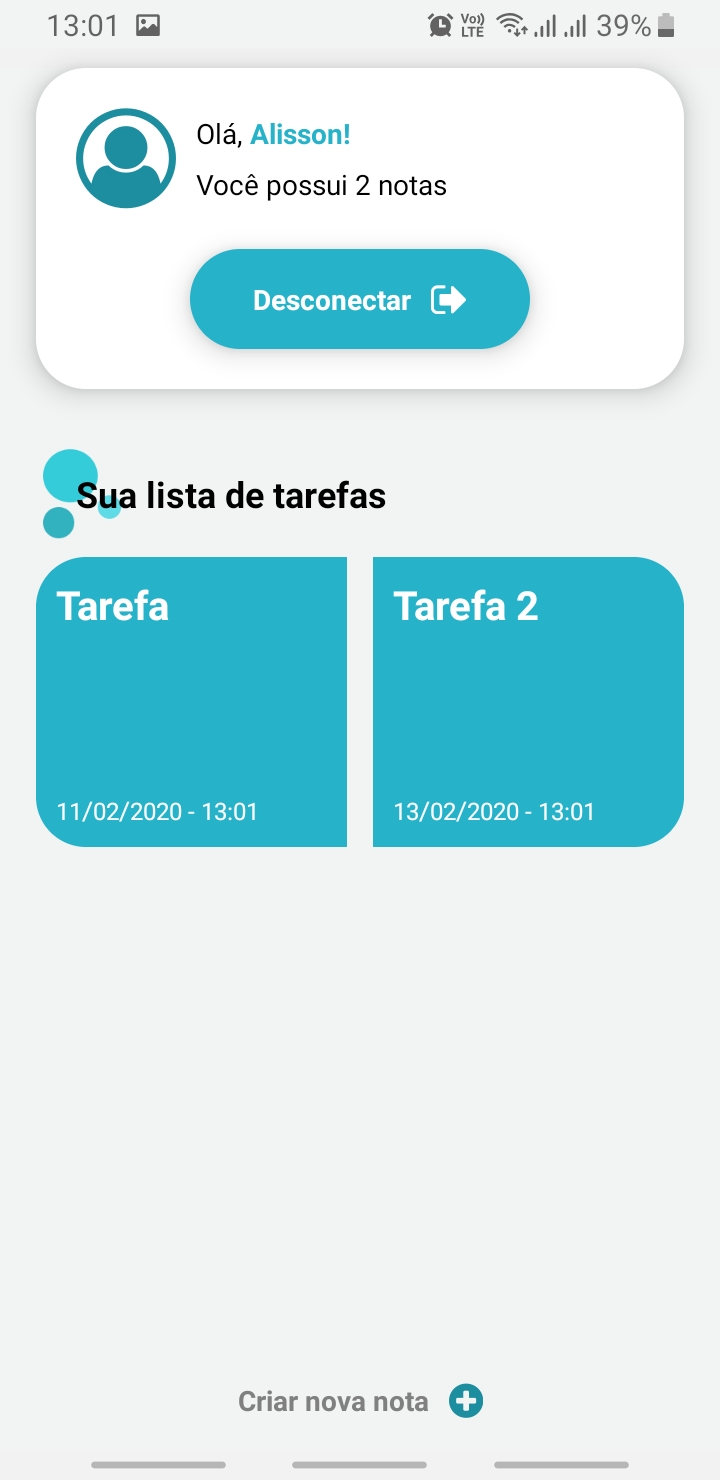 13:01 Vo)) LTE 39%
Olá, Alisson!
Você possui 2 notas
Desconectar
Sua lista de tarefas
Tarefa
11/02/2020 - 13:01
Tarefa 2
13/02/2020 - 13:01
Criar nova nota